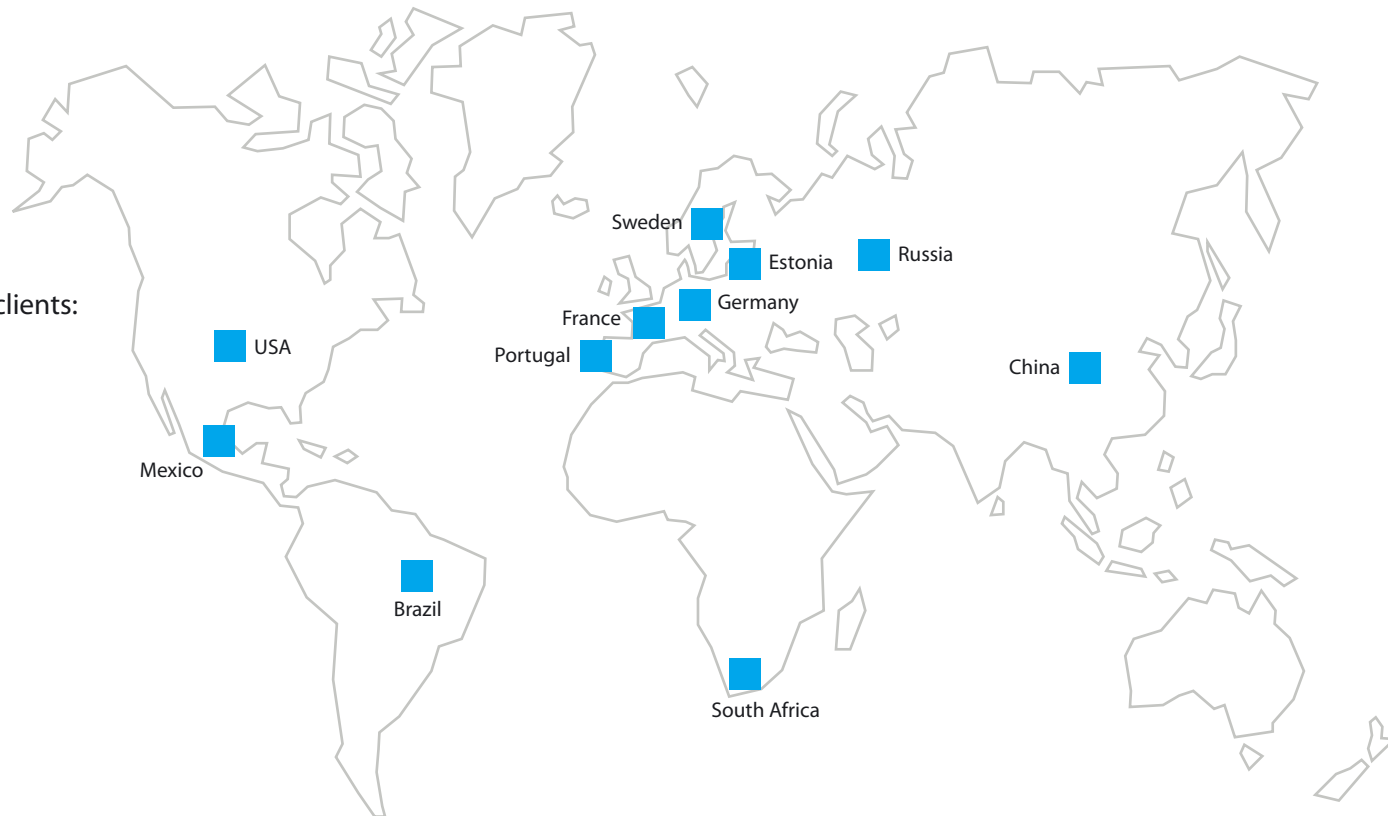 clients:
Sweden
Estonia
Russia
Germany
France
Portugal
USA
China
Mexico
Brazil
South Africa